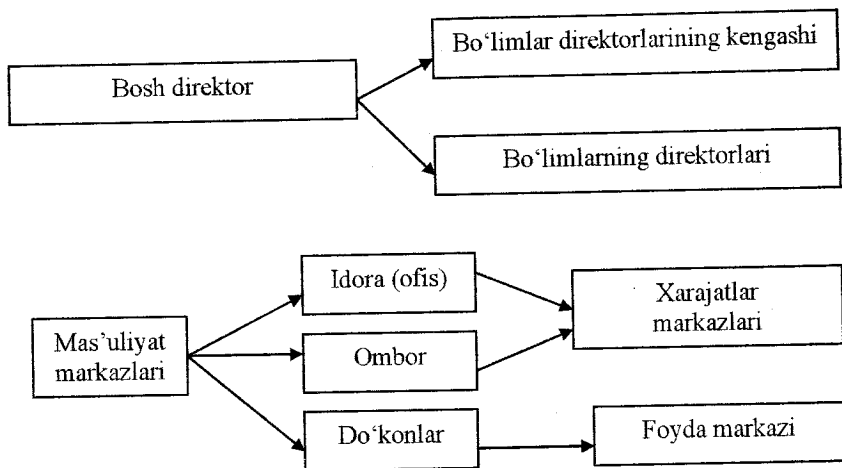 Bo‘limlar direktorlarining kengashi
Bosh direktor
Bo‘limlarning direktorlari
Idora (ofis)
Xarajatlar
markazlari
Mas’uliyat
markazlari
Ombor
Do‘konlar
Foyda markazi